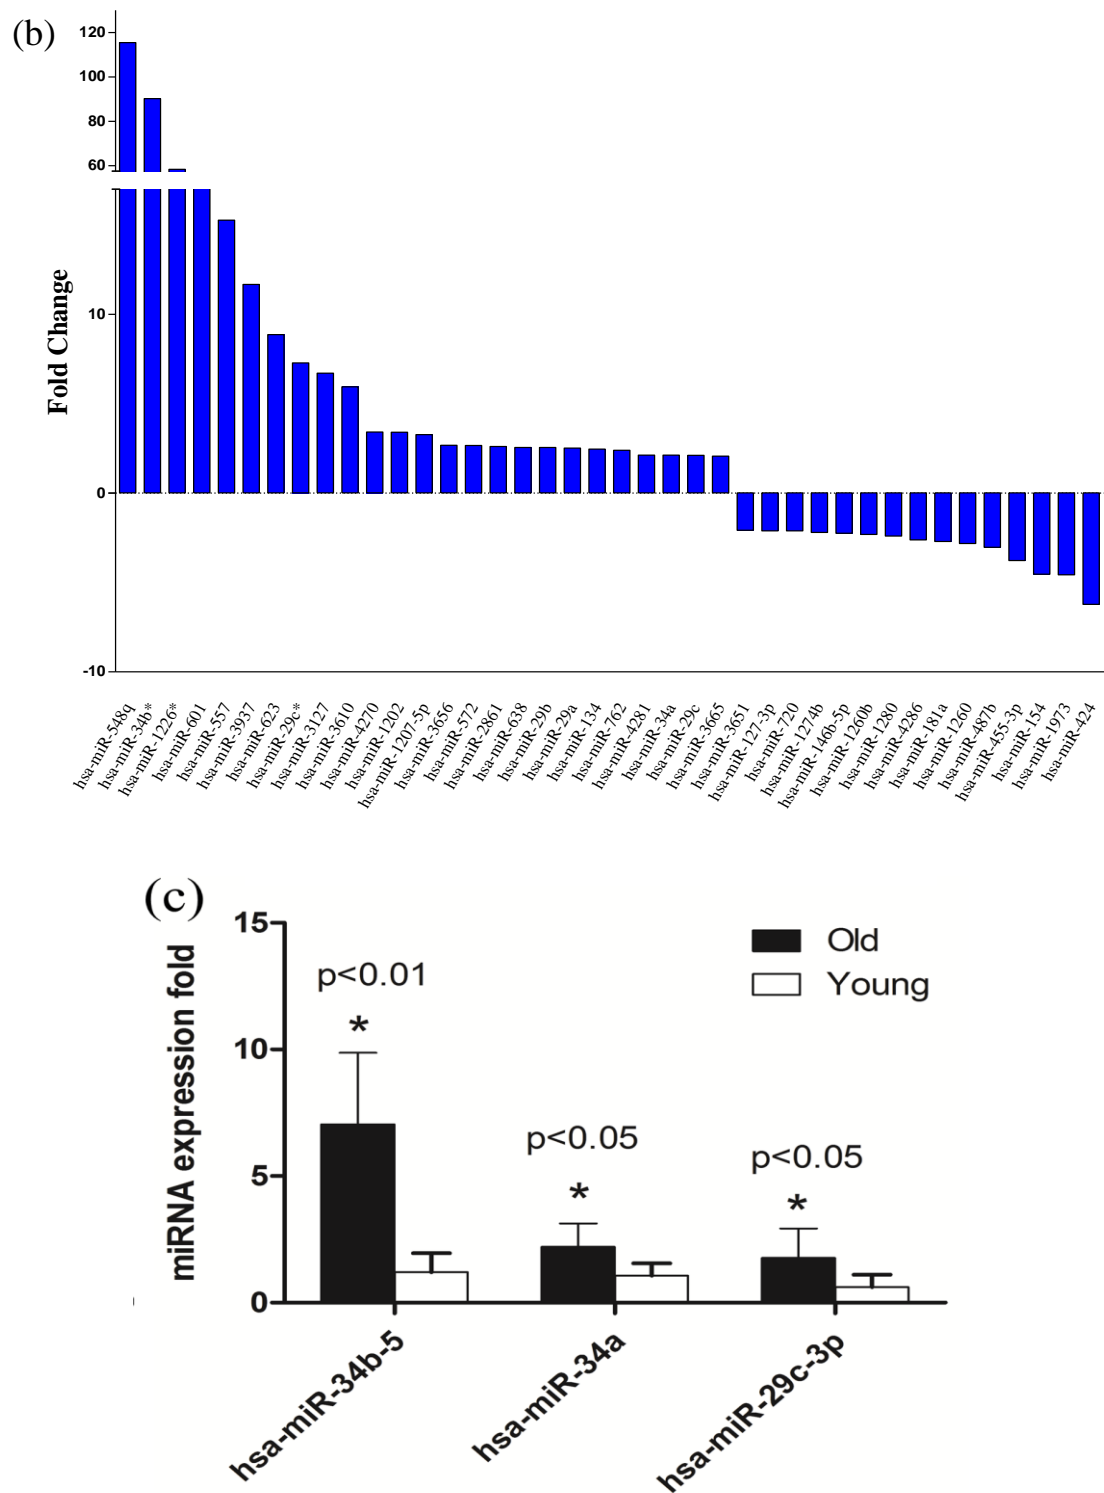 (b)
120
100
80
60
10
0
-10
Fold Change
hsa-miR-548q
hsa-miR-34b*
hsa-miR-1226*
hsa-miR-601
hsa-miR-557
hsa-miR-3937
hsa-miR-623
hsa-miR-29c*
hsa-miR-3127
hsa-miR-3610
hsa-miR-4270
hsa-miR-1202
hsa-miR-1207-5p
hsa-miR-3656
hsa-miR-572
hsa-miR-2861
hsa-miR-638
hsa-miR-29b
hsa-miR-29a
hsa-miR-134
hsa-miR-762
hsa-miR-4281
hsa-miR-34a
hsa-miR-29c
hsa-miR-3665
hsa-miR-3651
hsa-miR-127-3p
hsa-miR-720
hsa-miR-1274b
hsa-miR-146b-5p
hsa-miR-1260b
hsa-miR-1280
hsa-miR-4286
hsa-miR-181a
hsa-miR-1260
hsa-miR-487b
hsa-miR-455-3p
hsa-miR-154
hsa-miR-1973
hsa-miR-424
(c)
15
10
5
0
miRNA expression fold
Old
Young
p<0.01
*
p<0.05
*
p<0.05
*
hsa-miR-34b-5
hsa-miR-34a
hsa-miR-29c-3p